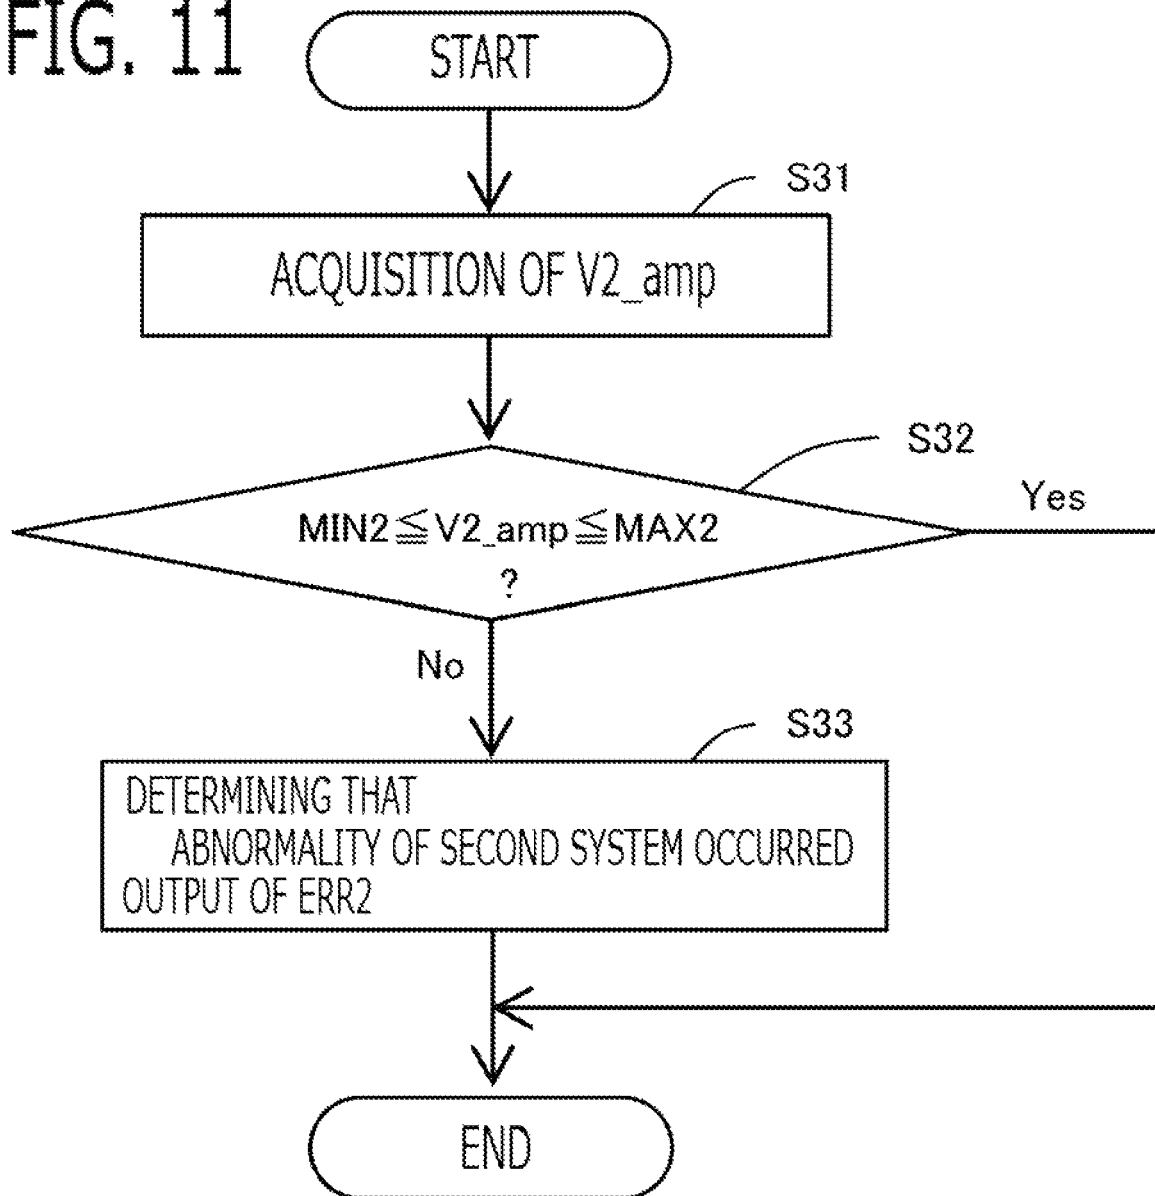 FIG. 11
START
S31
ACQUISITION OF V2_amp
S32
Yes
MIN2≦V2_amp≦MAX2
?
No
S33
DETERMINING THAT
ABNORMALITY OF SECOND SYSTEM OCCURRED
OUTPUT OF ERR2
END